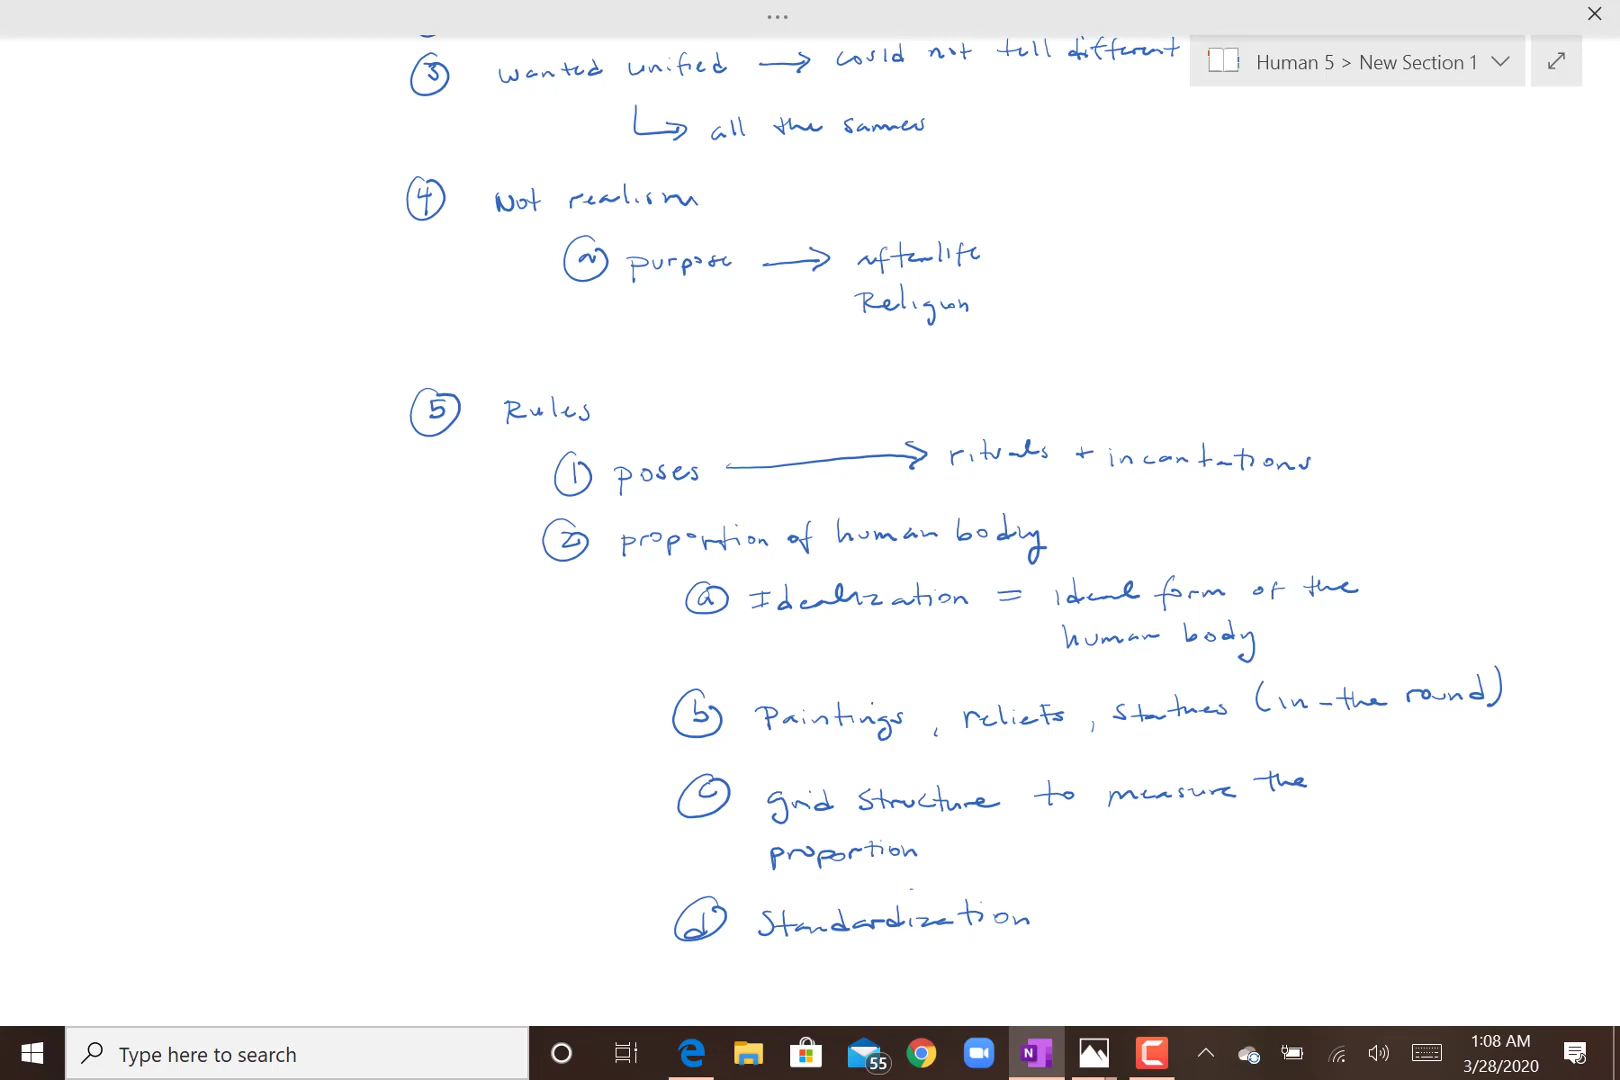 ③ wanted unified → could not tell different
Human 5 > New Section 1
↳ all the sames
④ Not realism
ⓐ purpose → afterlife
Religion
⑤ Rules
① poses → rituals + incantations
② proportion of human body
ⓐ Idealization = ideal form of the
human body
ⓑ Paintings, reliefs, statues (in-the round)
ⓒ grid structure to measure the
proportion
ⓓ Standardization
Type here to search
55
1:08 AM
3/28/2020